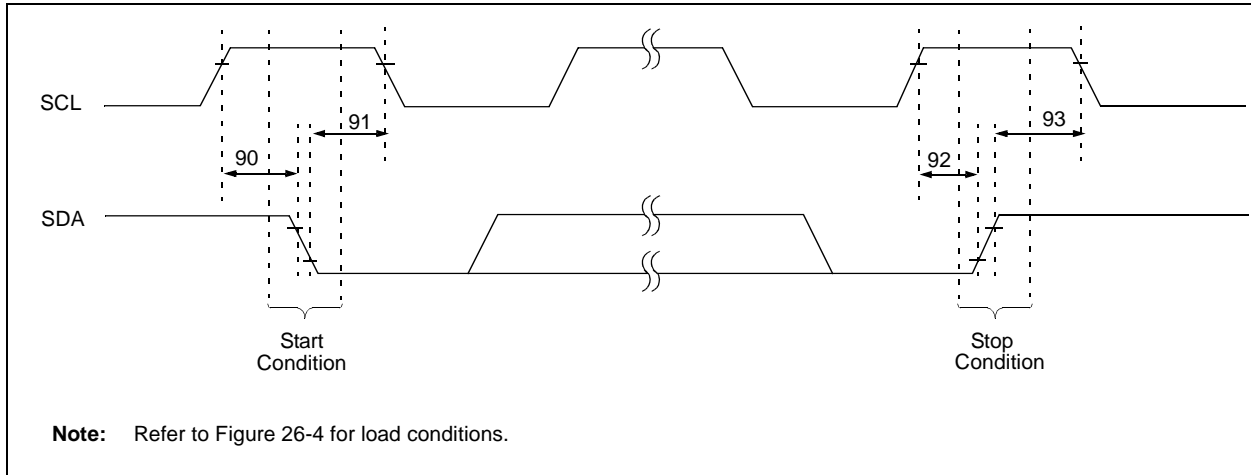 SCL
91
93
90
92
SDA
Start
Condition
Stop
Condition
Note: Refer to Figure 26-4 for load conditions.